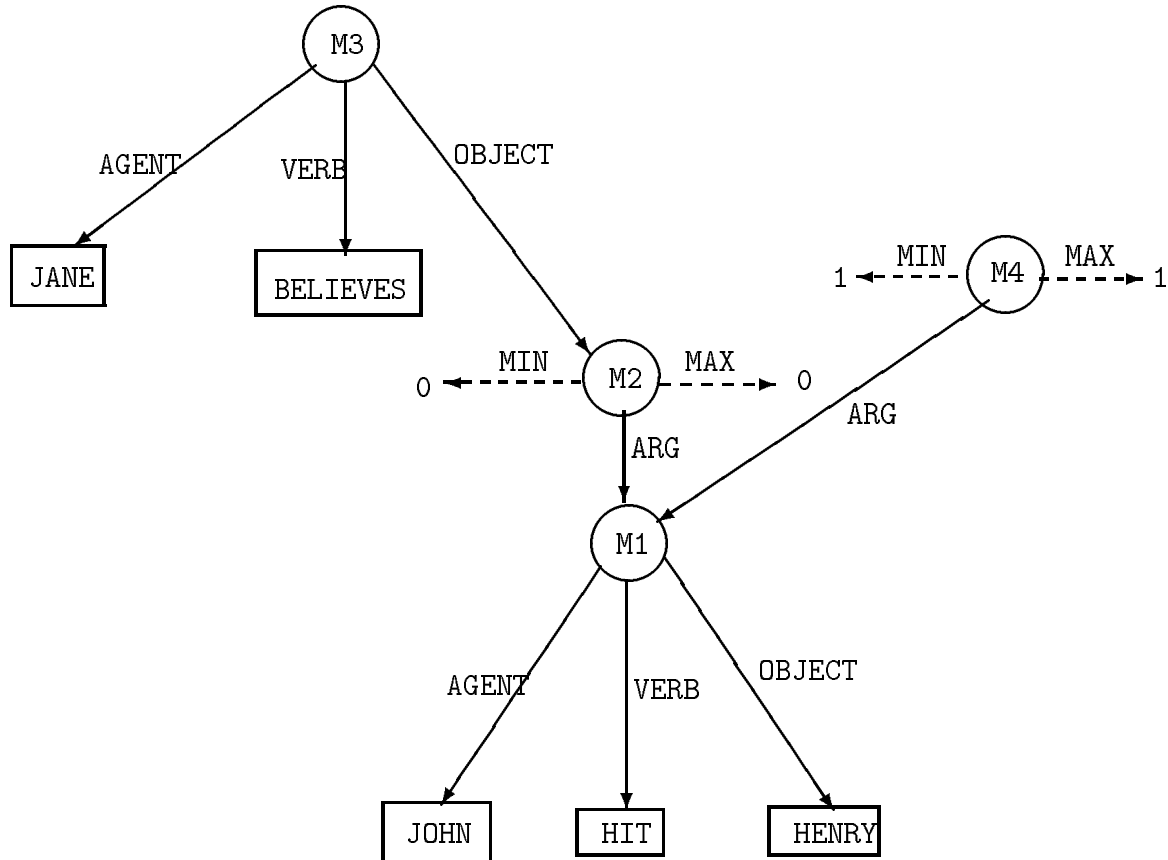 M3
AGENT
VERB
OBJECT
JANE
BELIEVES
1
MIN
M4
MAX
1
0
MIN
M2
MAX
0
ARG
ARG
M1
AGENT
VERB
OBJECT
JOHN
HIT
HENRY